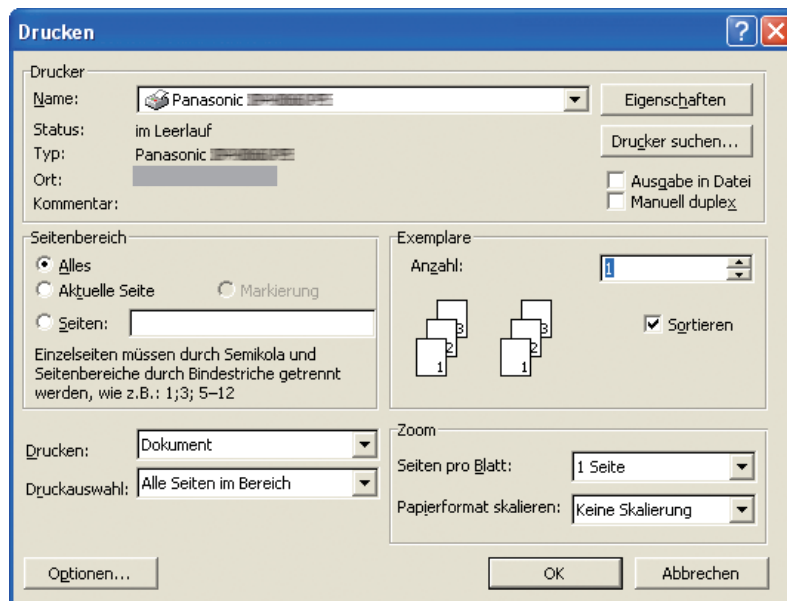 Drucken
Drucker
Name: Panasonic
Eigenschaften
Status: im Leerlauf
Drucker suchen...
Typ: Panasonic
Ort:
Ausgabe in Datei
Kommentar:
Manuell duplex
Seitenbereich
Alles
Aktuelle Seite Markierung
Seiten:
Einzelseiten müssen durch Semikola und
Seitenbereiche durch Bindestriche getrennt
werden, wie z.B.: 1;3; 5–12
Exemplare
Anzahl: 1
3 3
2 2
1 1
Sortieren
Drucken: Dokument
Druckauswahl: Alle Seiten im Bereich
Zoom
Seiten pro Blatt: 1 Seite
Papierformat skalieren: Keine Skalierung
Optionen...
OK
Abbrechen